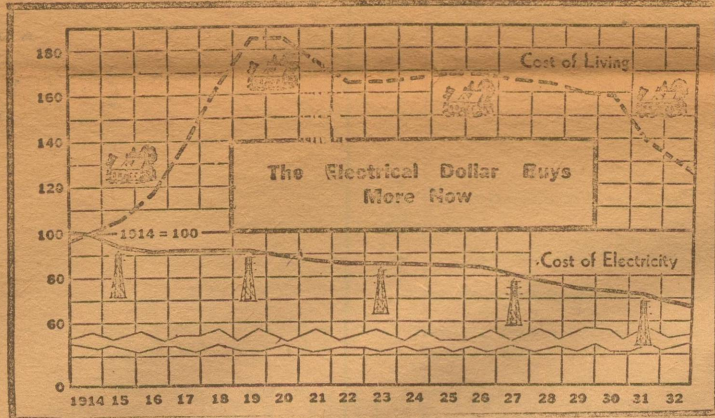 180
Cost of Living
160
140
The Electrical Dollar Buys
More Now
120
100
1914 = 100
Cost of Electricity
80
60
0
1914 15 16 17 18 19 20 21 22 23 24 25 26 27 28 29 30 31 32